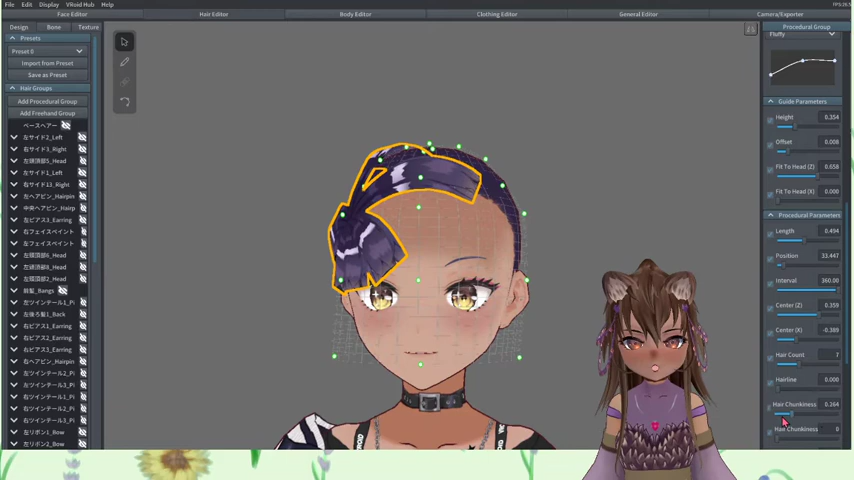 File Edit Display VRoid Hub Help
FPS:26.5
Face Editor Hair Editor Body Editor Clothing Editor General Editor Camera/Exporter
Design Bone Texture
Presets
Preset 0
Import from Preset
Save as Preset
Hair Groups
Add Procedural Group
Add Freehand Group
ベースヘアー
左サイド2_Left
右サイド3_Right
左頭頂部5_Head
左サイド1_Left
右サイド13_Right
左ヘアピン_Hairpin
中央ヘアピン_Hairp
左ピアス3_Earring
右フェイスペイント
左フェイスペイント
左頭頂部6_Head
左頭頂部8_Head
左頭頂部2_Head
前髪_Bangs
左ツインテール1_Pi
左後ろ髪1_Back
右ピアス1_Earring
右ピアス2_Earring
右ピアス3_Earring
右ヘアピン_Hairpin
左ツインテール2_Pi
左ツインテール3_Pi
右ツインテール1_Pi
右ツインテール2_Pi
右ツインテール3_Pi
左リボン1_Bow
左リボン2_Bow
Procedural Group
Fluffy
Guide Parameters
Height 0.354
Offset 0.008
Fit To Head (Z) 0.658
Fit To Head (X) 0.000
Procedural Parameters
Length 0.494
Position 33.447
Interval 360.00
Center (Z) 0.359
Center (X) -0.389
Hair Count 7
Hairline 0.000
Hair Chunkiness 0.264
Hair Chunkiness 0